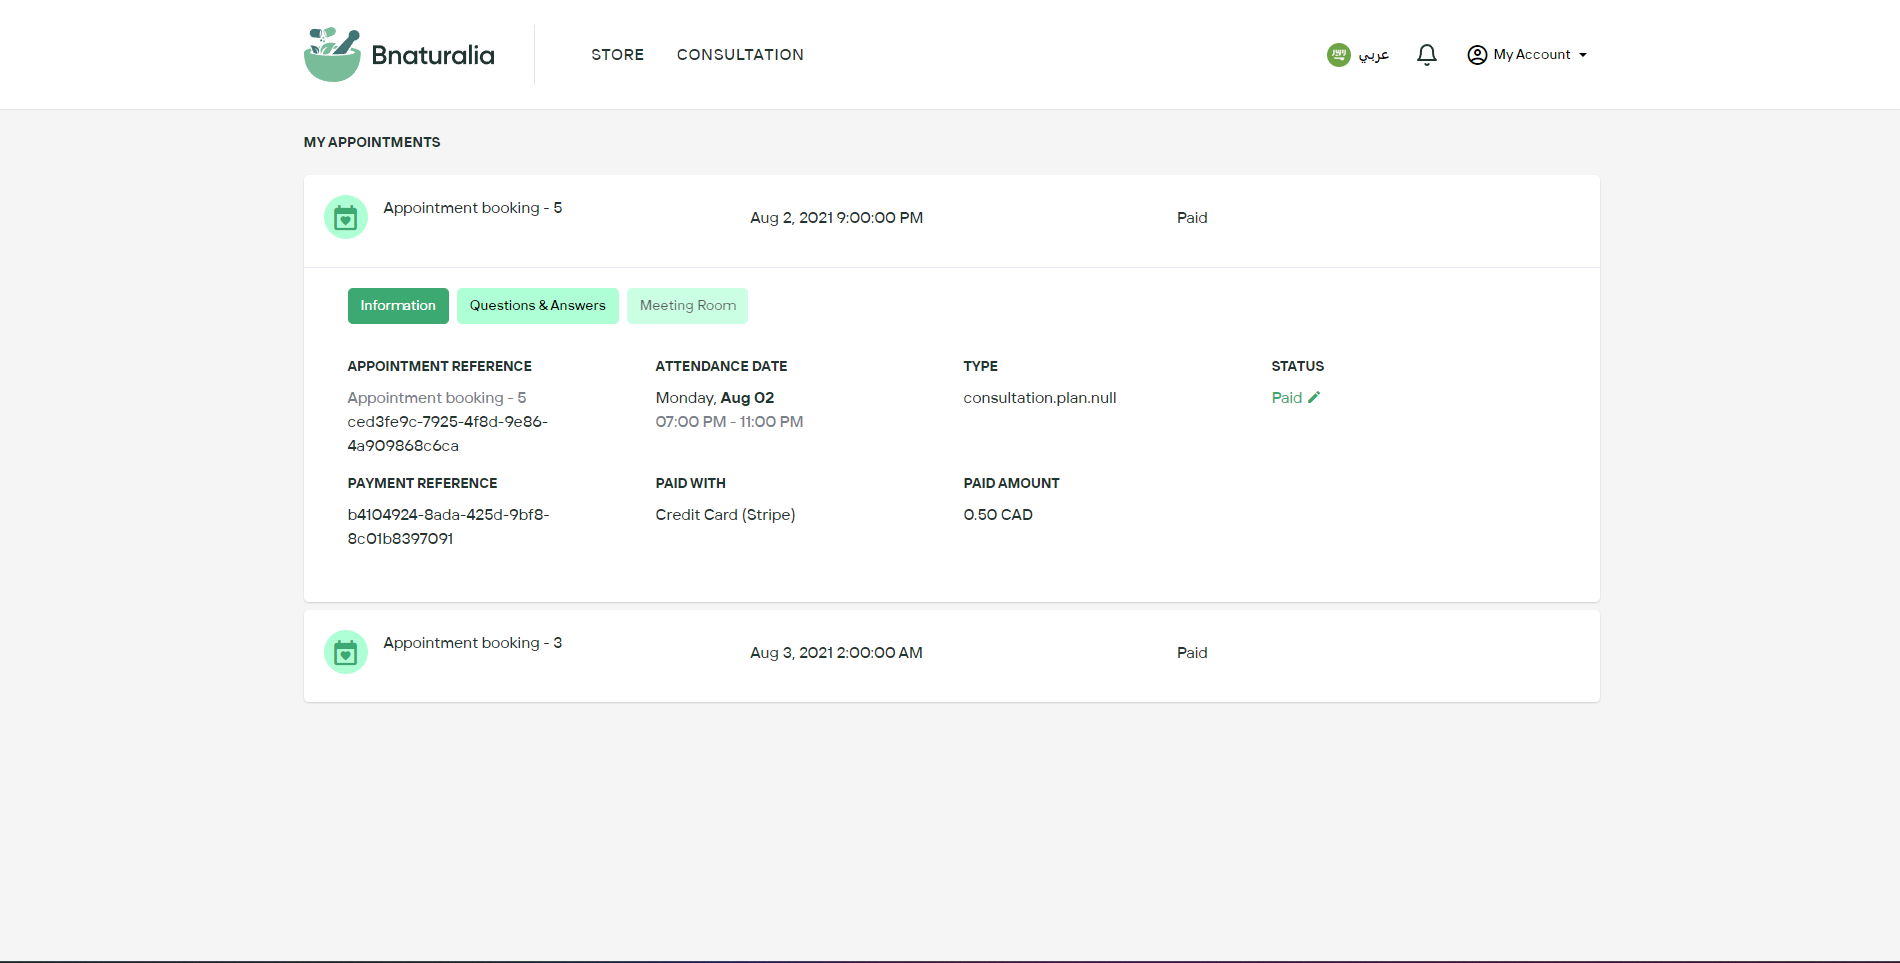 Bnaturalia
STORE
CONSULTATION
عربي
My Account
MY APPOINTMENTS
Appointment booking - 5
Aug 2, 2021 9:00:00 PM
Paid
Information
Questions & Answers
Meeting Room
APPOINTMENT REFERENCE
Appointment booking - 5
ced3fe9c-7925-4f8d-9e86-
4a909868c6ca
ATTENDANCE DATE
Monday, Aug 02
07:00 PM - 11:00 PM
TYPE
consultation.plan.null
STATUS
Paid
PAYMENT REFERENCE
b4104924-8ada-425d-9bf8-
8c01b8397091
PAID WITH
Credit Card (Stripe)
PAID AMOUNT
0.50 CAD
Appointment booking - 3
Aug 3, 2021 2:00:00 AM
Paid